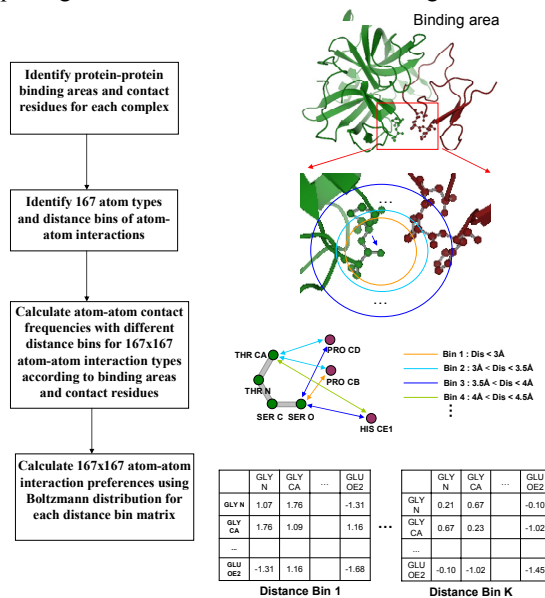 Binding area
Identify protein-protein
binding areas and contact
residues for each complex
Identify 167 atom types
and distance bins of atom-
atom interactions
...
...
Calculate atom-atom contact
frequencies with different
distance bins for 167x167
atom-atom interaction types
according to binding areas
and contact residues
THR CA
THR N
SER C
SER O
PRO CD
PRO CB
HIS CE1
Bin 1 : Dis < 3Å
Bin 2 : 3Å < Dis < 3.5Å
Bin 3 : 3.5Å < Dis < 4Å
Bin 4 : 4Å < Dis < 4.5Å
⋮
Calculate 167x167 atom-atom
interaction preferences using
Boltzmann distribution for
each distance bin matrix
GLY N GLY CA ... GLU OE2
GLY N 1.07 1.76 -1.31
GLY CA 1.76 1.09 1.16
...
GLU OE2 -1.31 1.16 -1.68
Distance Bin 1
...
GLY N GLY CA ... GLU OE2
GLY N 0.21 0.67 -0.10
GLY CA 0.67 0.23 -1.02
...
GLU OE2 -0.10 -1.02 -1.45
Distance Bin K